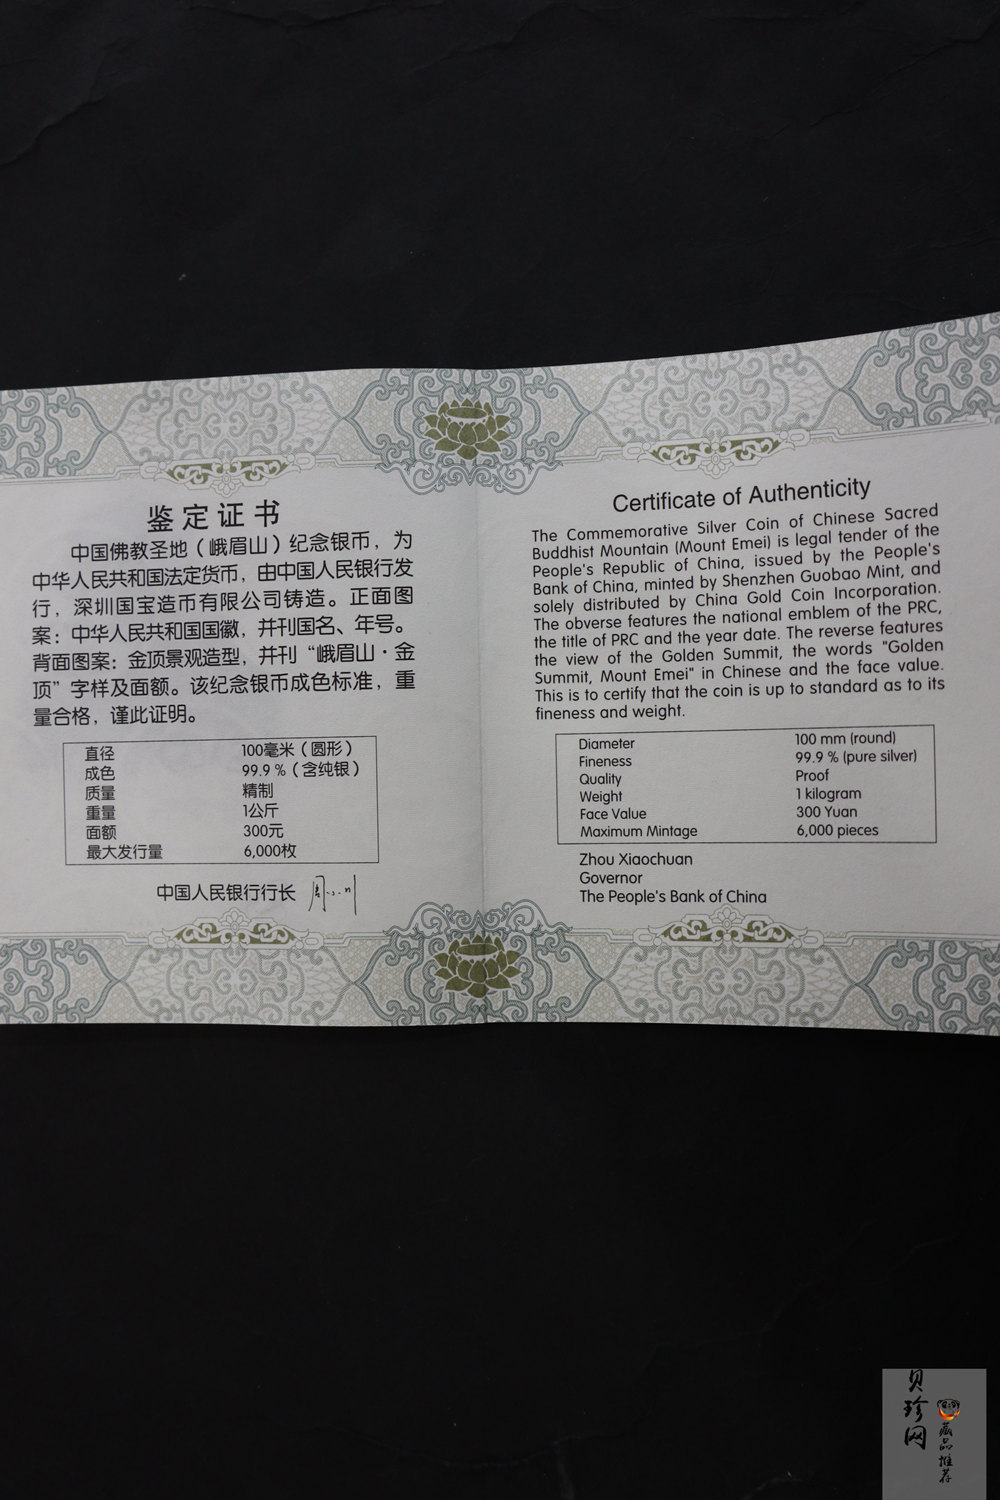 鉴定证书
中国佛教圣地（峨眉山）纪念银币，为
中华人民共和国法定货币，由中国人民银行发
行，深圳国宝造币有限公司铸造。正面图
案：中华人民共和国国徽，并刊国名、年号。
背面图案：金顶景观造型，并刊“峨眉山·金
顶”字样及面额。该纪念银币成色标准，重
量合格，谨此证明。
直径 100毫米（圆形）
成色 99.9 %（含纯银）
质量 精制
重量 1公斤
面额 300元
最大发行量 6,000枚
中国人民银行行长 周小川
Certificate of Authenticity
The Commemorative Silver Coin of Chinese Sacred
Buddhist Mountain (Mount Emei) is legal tender of the
People's Republic of China, issued by the People's
Bank of China, minted by Shenzhen Guobao Mint, and
solely distributed by China Gold Coin Incorporation.
The obverse features the national emblem of the PRC,
the title of PRC and the year date. The reverse features
the view of the Golden Summit, the words "Golden
Summit, Mount Emei" in Chinese and the face value.
This is to certify that the coin is up to standard as to its
fineness and weight.
Diameter 100 mm (round)
Fineness 99.9 % (pure silver)
Quality Proof
Weight 1 kilogram
Face Value 300 Yuan
Maximum Mintage 6,000 pieces
Zhou Xiaochuan
Governor
The People's Bank of China
贝珍网
藏品推荐